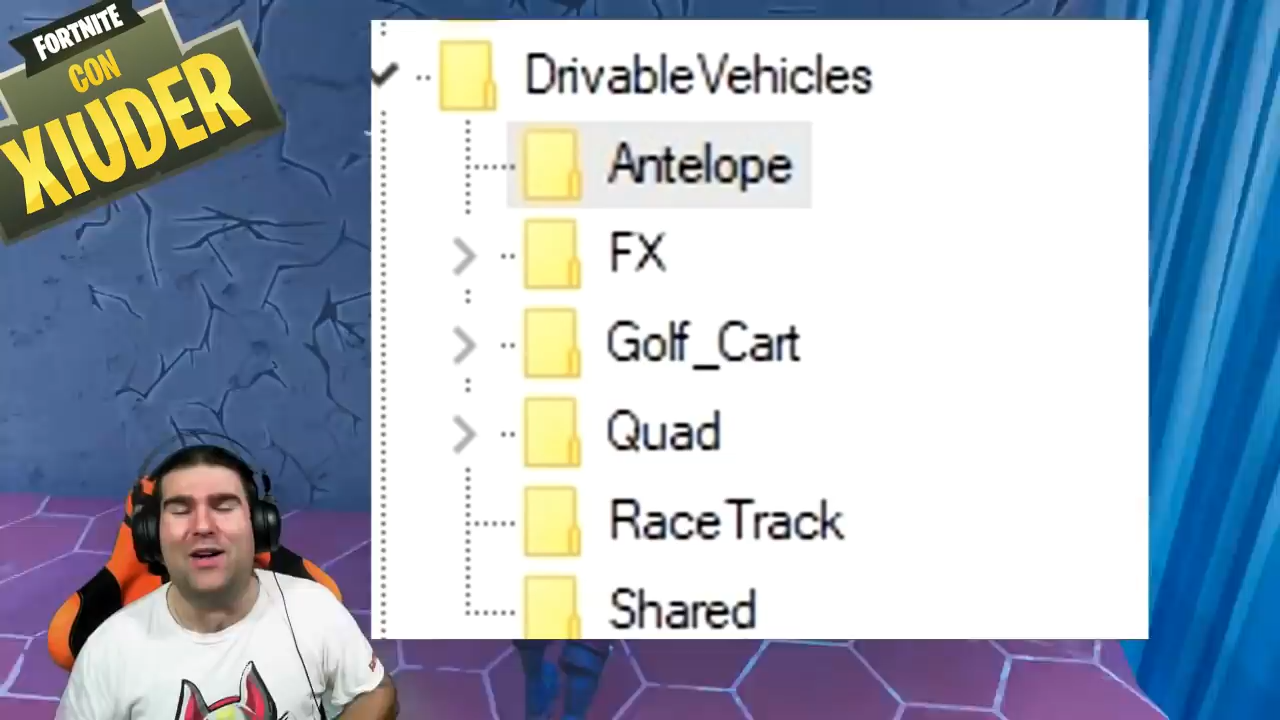 FORTNITE
CON
XIUDER
DrivableVehicles
Antelope
FX
Golf_Cart
Quad
RaceTrack
Shared